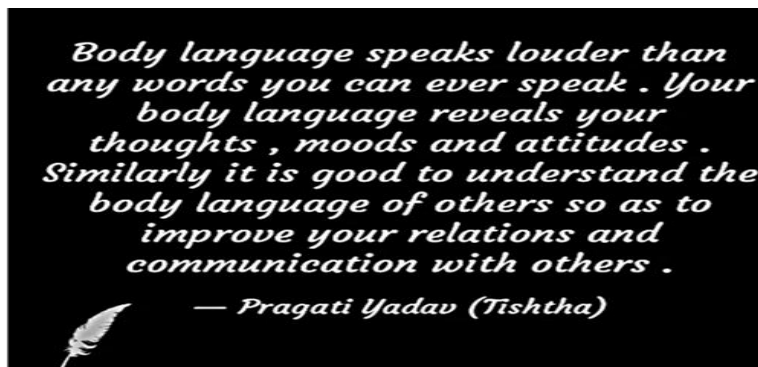 Body language speaks louder than
any words you can ever speak . Your
body language reveals your
thoughts , moods and attitudes .
Similarly it is good to understand the
body language of others so as to
improve your relations and
communication with others .
— Pragati Yadav (Tishtha)